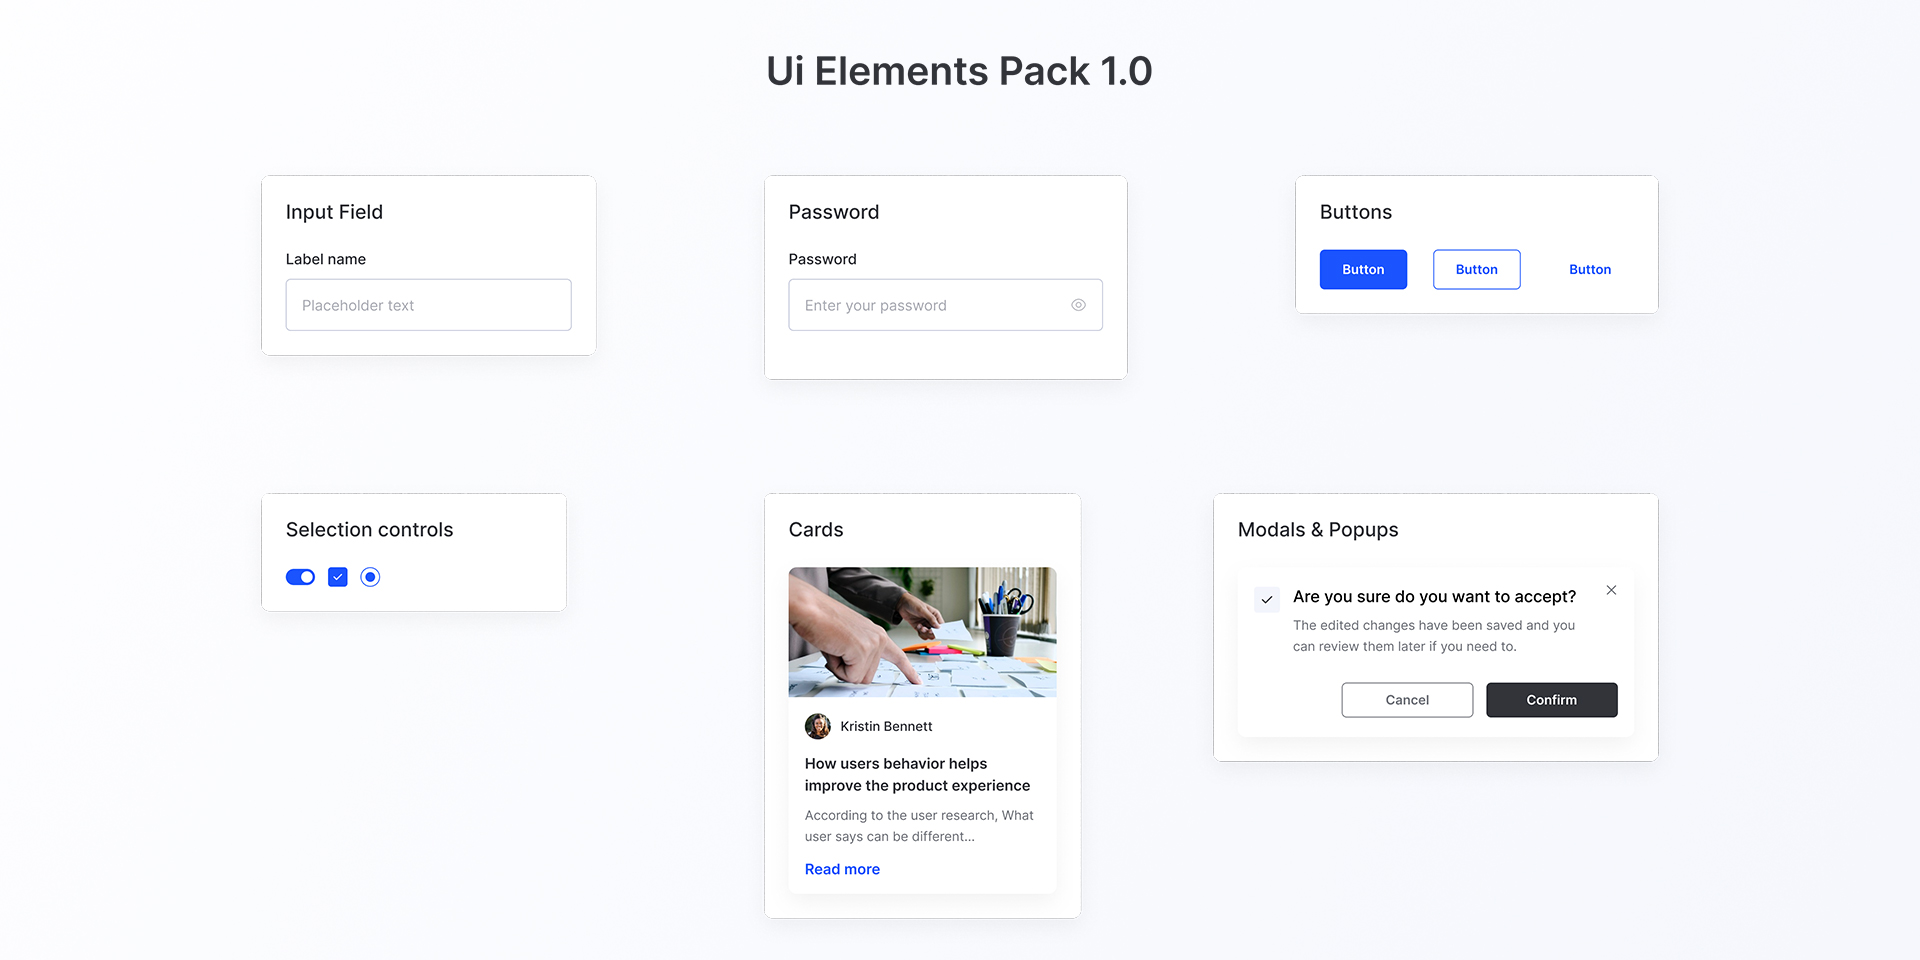 Ui Elements Pack 1.0
Input Field
Label name
Placeholder text
Password
Password
Enter your password
Buttons
Button
Button
Button
Selection controls
Cards
Kristin Bennett
How users behavior helps
improve the product experience
According to the user research, What
user says can be different...
Read more
Modals & Popups
Are you sure do you want to accept?
The edited changes have been saved and you
can review them later if you need to.
Cancel
Confirm